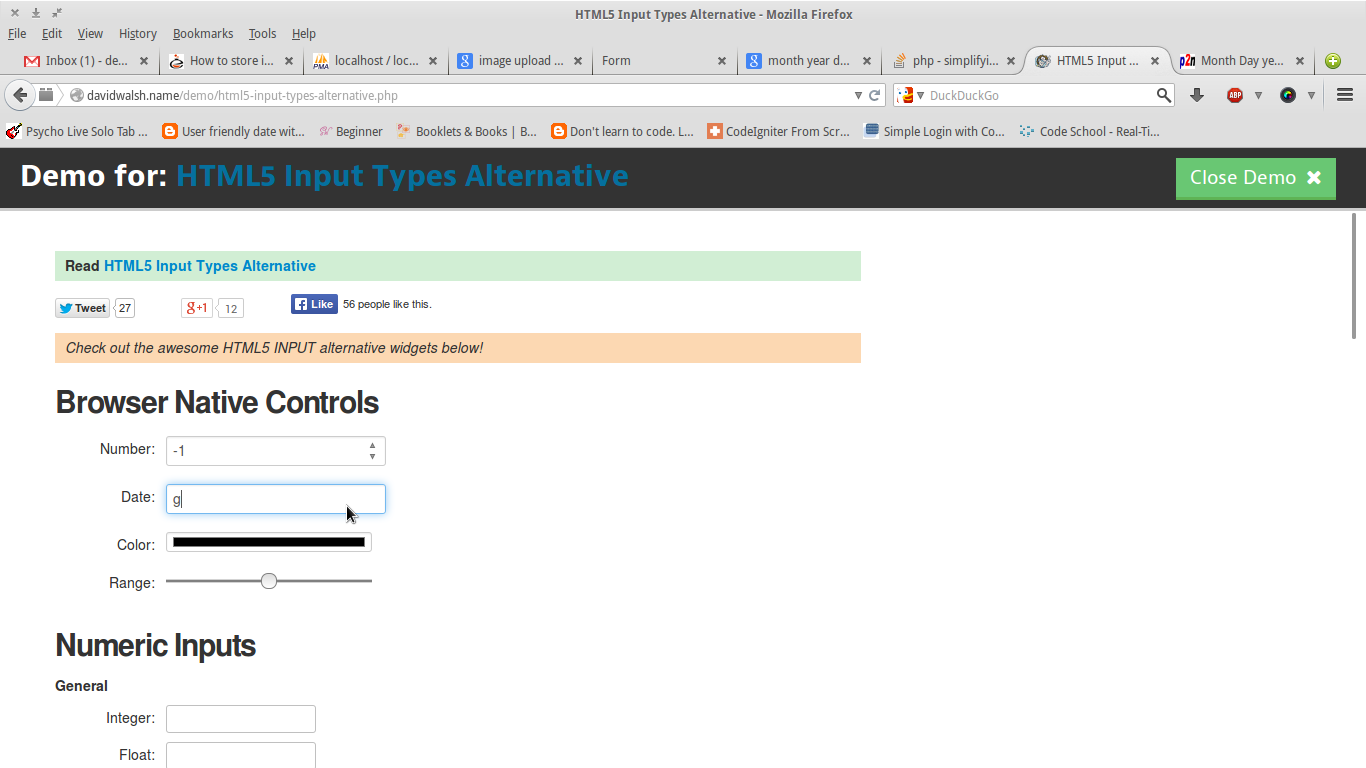 HTML5 Input Types Alternative - Mozilla Firefox
File Edit View History Bookmarks Tools Help
Inbox (1) - de... How to store i... localhost / loc... image upload ... Form month year d... php - simplifyi... HTML5 Input ... Month Day ye...
davidwalsh.name/demo/html5-input-types-alternative.php DuckDuckGo
Psycho Live Solo Tab ... User friendly date wit... Beginner Booklets & Books | B... Don't learn to code. L... CodeIgniter From Scr... Simple Login with Co... Code School - Real-Ti...
Demo for: HTML5 Input Types Alternative Close Demo
Read HTML5 Input Types Alternative
Tweet 27 g+1 12 Like 56 people like this.
Check out the awesome HTML5 INPUT alternative widgets below!
Browser Native Controls
Number: -1
Date: g
Color:
Range:
Numeric Inputs
General
Integer:
Float: